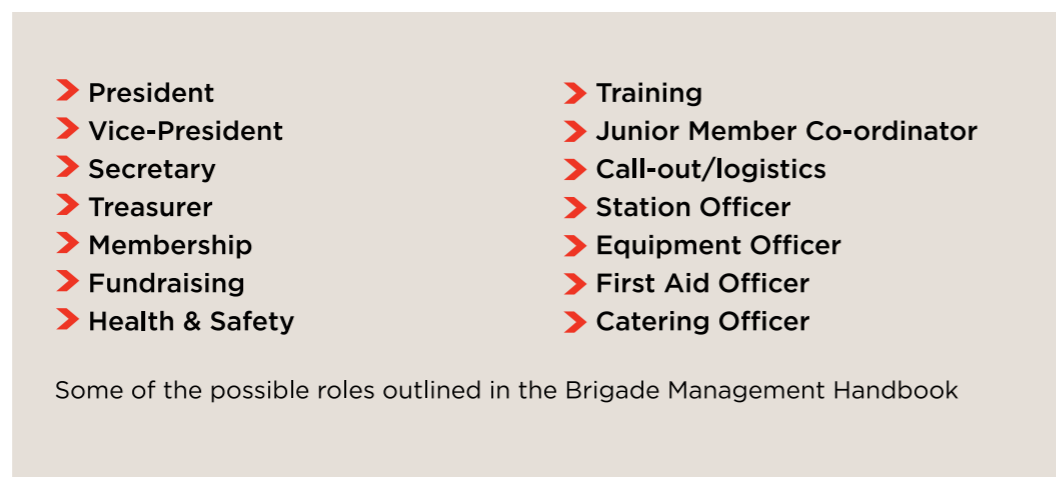 President
Vice-President
Secretary
Treasurer
Membership
Fundraising
Health & Safety
Training
Junior Member Co-ordinator
Call-out/logistics
Station Officer
Equipment Officer
First Aid Officer
Catering Officer
Some of the possible roles outlined in the Brigade Management Handbook